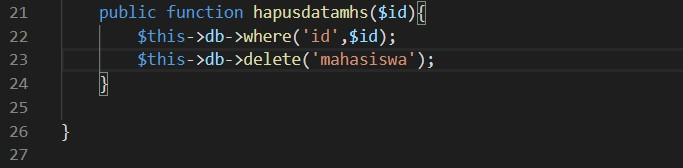 21 public function hapusdatamhs($id){
22 $this->db->where('id',$id);
23 $this->db->delete('mahasiswa');
24 }
25
26 }
27